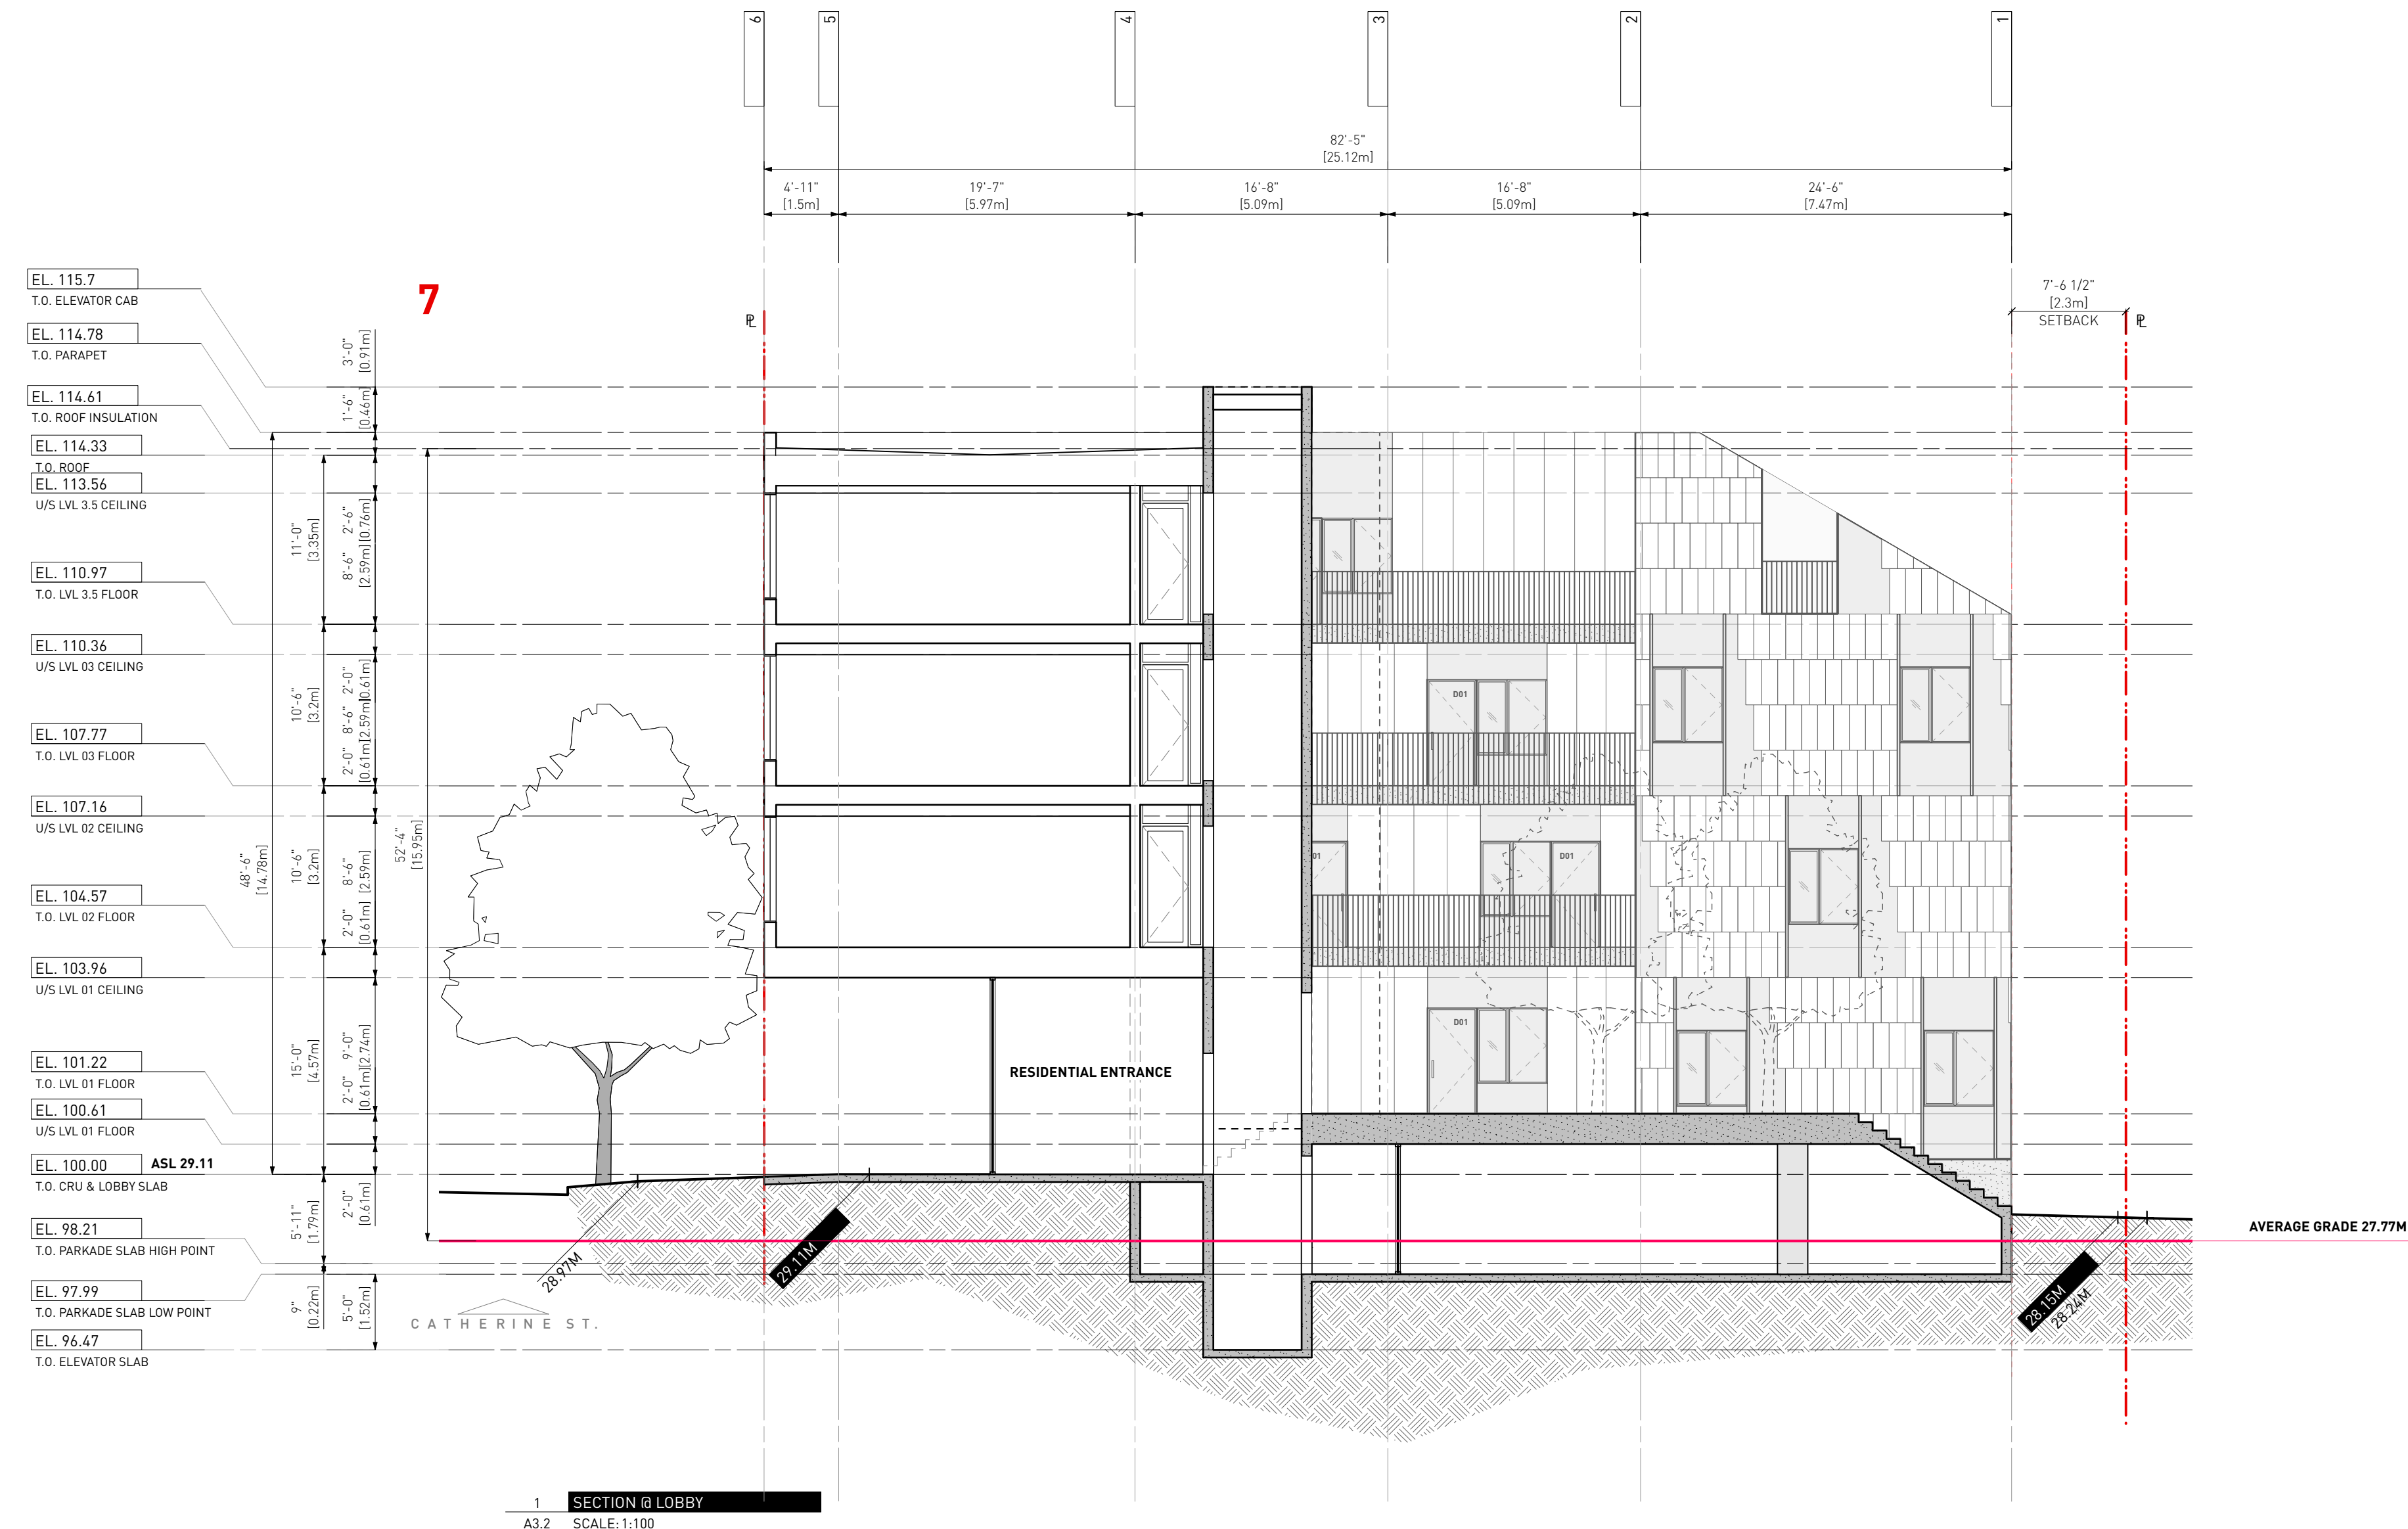 6
5
4
3
2
1
82'-5"
[25.12m]
4'-11"
[1.5m]
19'-7"
[5.97m]
16'-8"
[5.09m]
16'-8"
[5.09m]
24'-6"
[7.47m]
7'-6 1/2"
[2.3m]
SETBACK
PL
PL
7
EL. 115.7
T.O. ELEVATOR CAB
EL. 114.78
T.O. PARAPET
EL. 114.61
T.O. ROOF INSULATION
EL. 114.33
T.O. ROOF
EL. 113.56
U/S LVL 3.5 CEILING
EL. 110.97
T.O. LVL 3.5 FLOOR
EL. 110.36
U/S LVL 03 CEILING
EL. 107.77
T.O. LVL 03 FLOOR
EL. 107.16
U/S LVL 02 CEILING
EL. 104.57
T.O. LVL 02 FLOOR
EL. 103.96
U/S LVL 01 CEILING
EL. 101.22
T.O. LVL 01 FLOOR
EL. 100.61
U/S LVL 01 FLOOR
EL. 100.00 ASL 29.11
T.O. CRU & LOBBY SLAB
EL. 98.21
T.O. PARKADE SLAB HIGH POINT
EL. 97.99
T.O. PARKADE SLAB LOW POINT
EL. 96.47
T.O. ELEVATOR SLAB
48'-6"
[14.78m]
11'-0"
[3.35m]
10'-6"
[3.2m]
10'-6"
[3.2m]
15'-0"
[4.57m]
5'-11"
[1.79m]
9"
[0.22m]
3'-0"
[0.91m]
1'-6"
[0.46m]
2'-6"
[0.76m]
8'-6"
[2.59m]
2'-0"
[0.61m]
8'-6"
[2.59m]
2'-0"
[0.61m]
8'-6"
[2.59m]
2'-0"
[0.61m]
9'-0"
[2.74m]
2'-0"
[0.61m]
2'-0"
[0.61m]
5'-0"
[1.52m]
52'-4"
[15.95m]
D01
01
D01
D01
RESIDENTIAL ENTRANCE
28.97M
29.11M
28.15M
28.24M
AVERAGE GRADE 27.77M
CATHERINE ST.
1 SECTION @ LOBBY
A3.2 SCALE: 1:100